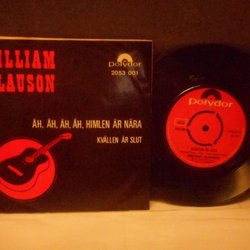 ILLIAM
LAUSON
Polydor
2053 001
ÅH, ÅH, ÅH, ÅH, HIMLEN ÄR NÄRA
KVÄLLEN ÄR SLUT
Polydor